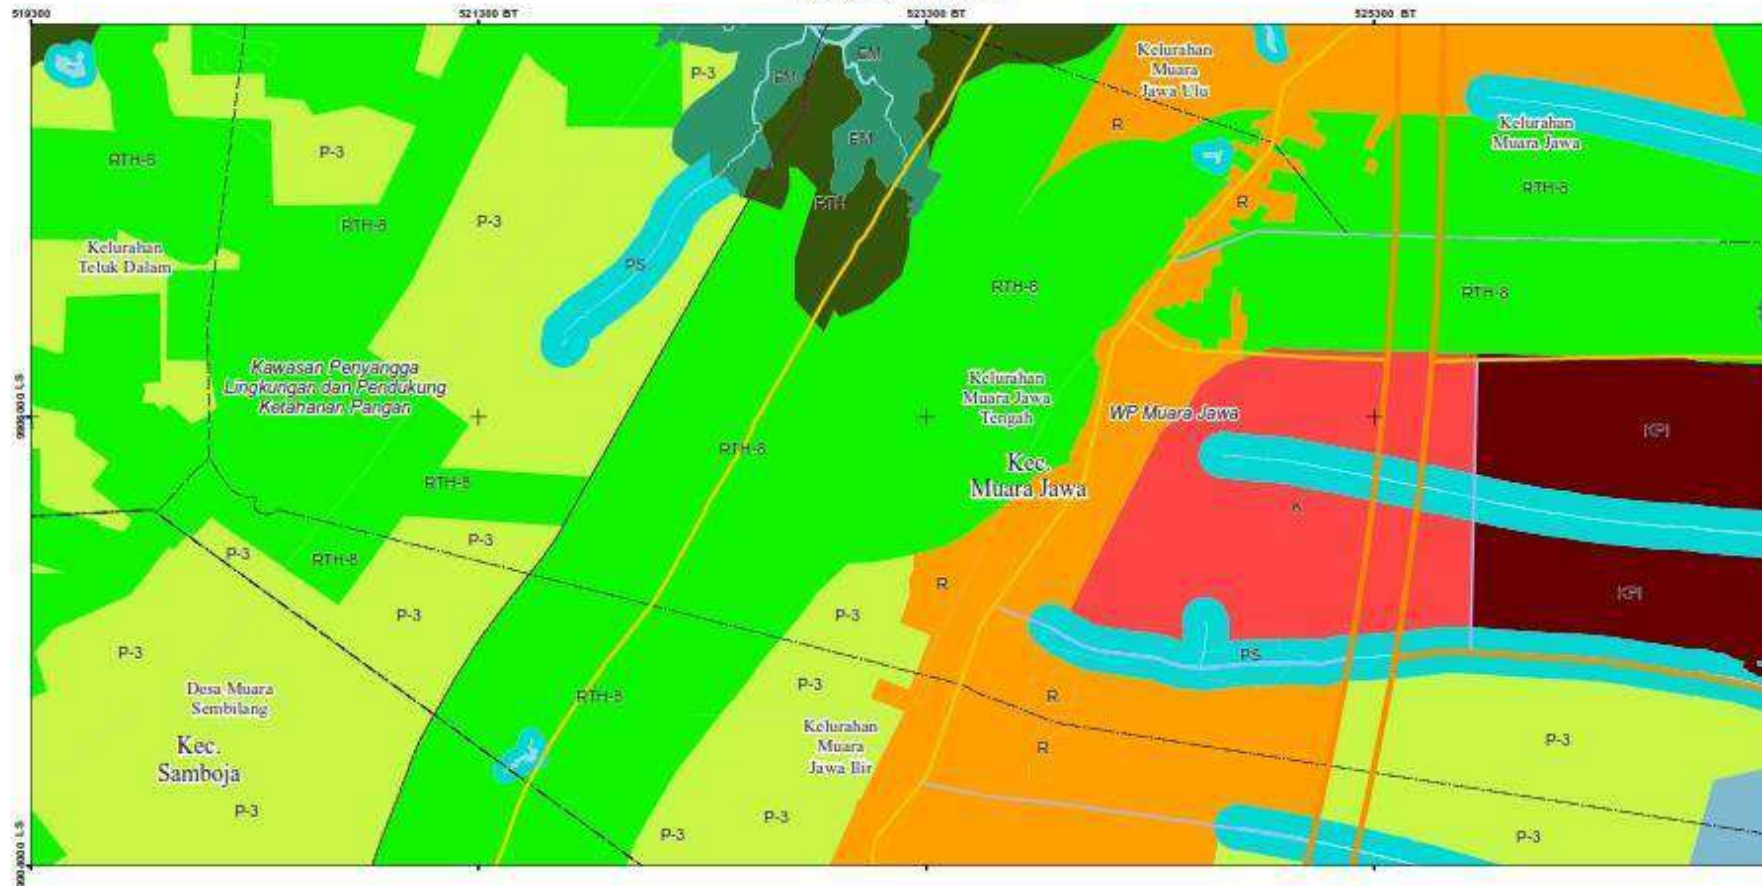 519300
521300 BT
523300 BT
525300 BT
Kelurahan
Muara
Jawa Ulu
EM
EM
P-3
R
Kelurahan
Muara Jawa
RTH-8
P-3
EM
RTH-8
RTH-8
P-3
RTH
R
Kelurahan
Teluk Dalam
PS
RTH-8
RTH-8
Kawasan Penyangga
Lingkungan dan Pendukung
Ketahanan Pangan
Kelurahan
Muara Jawa
Tengah
WP Muara Jawa
KPI
RTH-8
Kec.
Muara Jawa
RTH-8
K
P-3
P-3
RTH-8
R
KPI
P-3
P-3
P-3
PS
Desa Muara
Sembilang
RTH-8
P-3
R
Kec.
Samboja
Kelurahan
Muara
Jawa Ilir
R
P-3
P-3
P-3
P-3
P-3